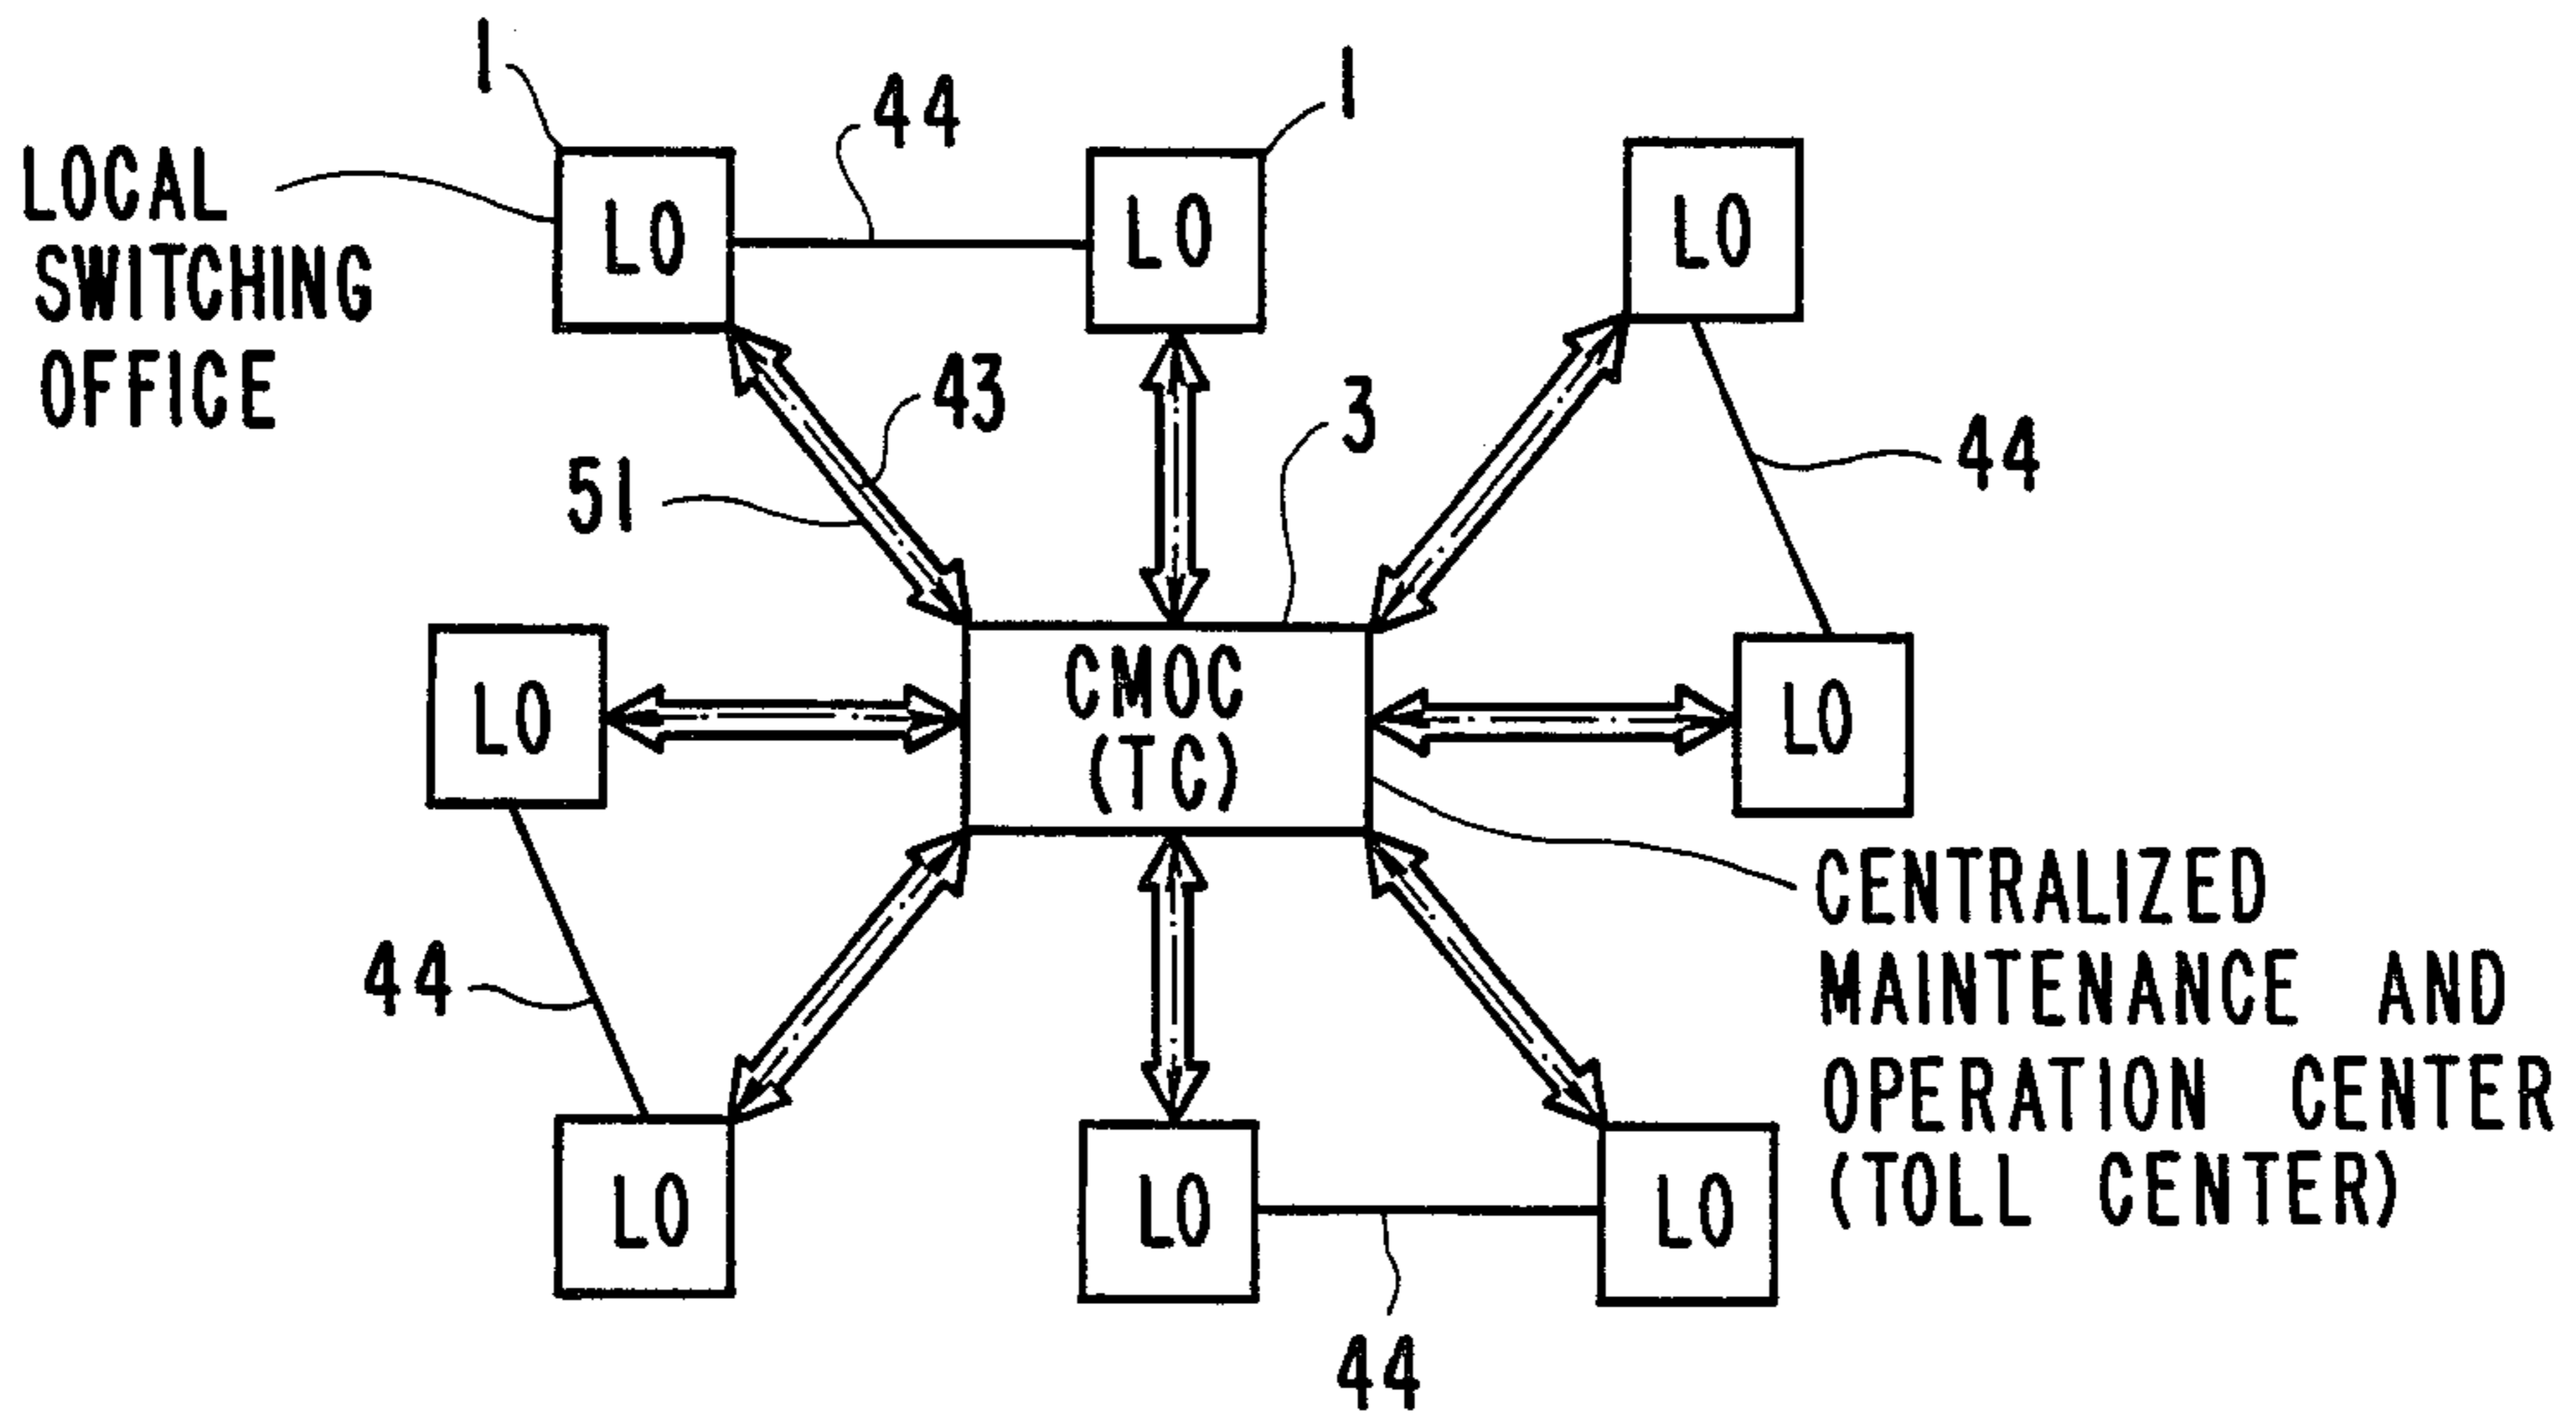 1
44
1
LOCAL
SWITCHING
OFFICE
LO
LO
LO
43
3
44
51
LO
CMOC
(TC)
LO
44
CENTRALIZED
MAINTENANCE AND
OPERATION CENTER
(TOLL CENTER)
LO
LO
LO
44